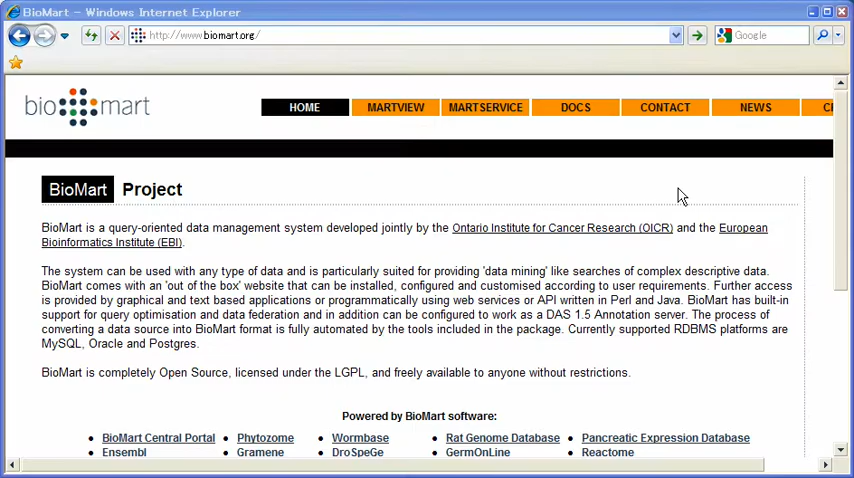 BioMart - Windows Internet Explorer
http://www.biomart.org/
Google
bio mart
HOME MARTVIEW MARTSERVICE DOCS CONTACT NEWS
BioMart Project
BioMart is a query-oriented data management system developed jointly by the Ontario Institute for Cancer Research (OICR) and the European
Bioinformatics Institute (EBI).
The system can be used with any type of data and is particularly suited for providing 'data mining' like searches of complex descriptive data.
BioMart comes with an 'out of the box' website that can be installed, configured and customised according to user requirements. Further access
is provided by graphical and text based applications or programmatically using web services or API written in Perl and Java. BioMart has built-in
support for query optimisation and data federation and in addition can be configured to work as a DAS 1.5 Annotation server. The process of
converting a data source into BioMart format is fully automated by the tools included in the package. Currently supported RDBMS platforms are
MySQL, Oracle and Postgres.
BioMart is completely Open Source, licensed under the LGPL, and freely available to anyone without restrictions.
Powered by BioMart software:
• BioMart Central Portal • Phytozome • Wormbase • Rat Genome Database • Pancreatic Expression Database
• Ensembl • Gramene • DroSpeGe • GermOnLine • Reactome